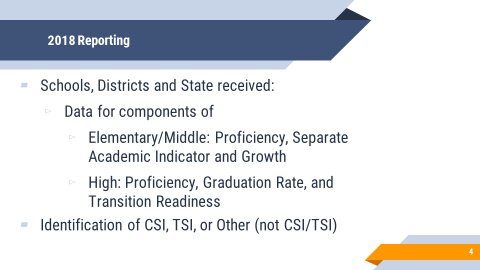 2018 Reporting
Schools, Districts and State received:
Data for components of
Elementary/Middle: Proficiency, Separate
Academic Indicator and Growth
High: Proficiency, Graduation Rate, and
Transition Readiness
Identification of CSI, TSI, or Other (not CSI/TSI)
4